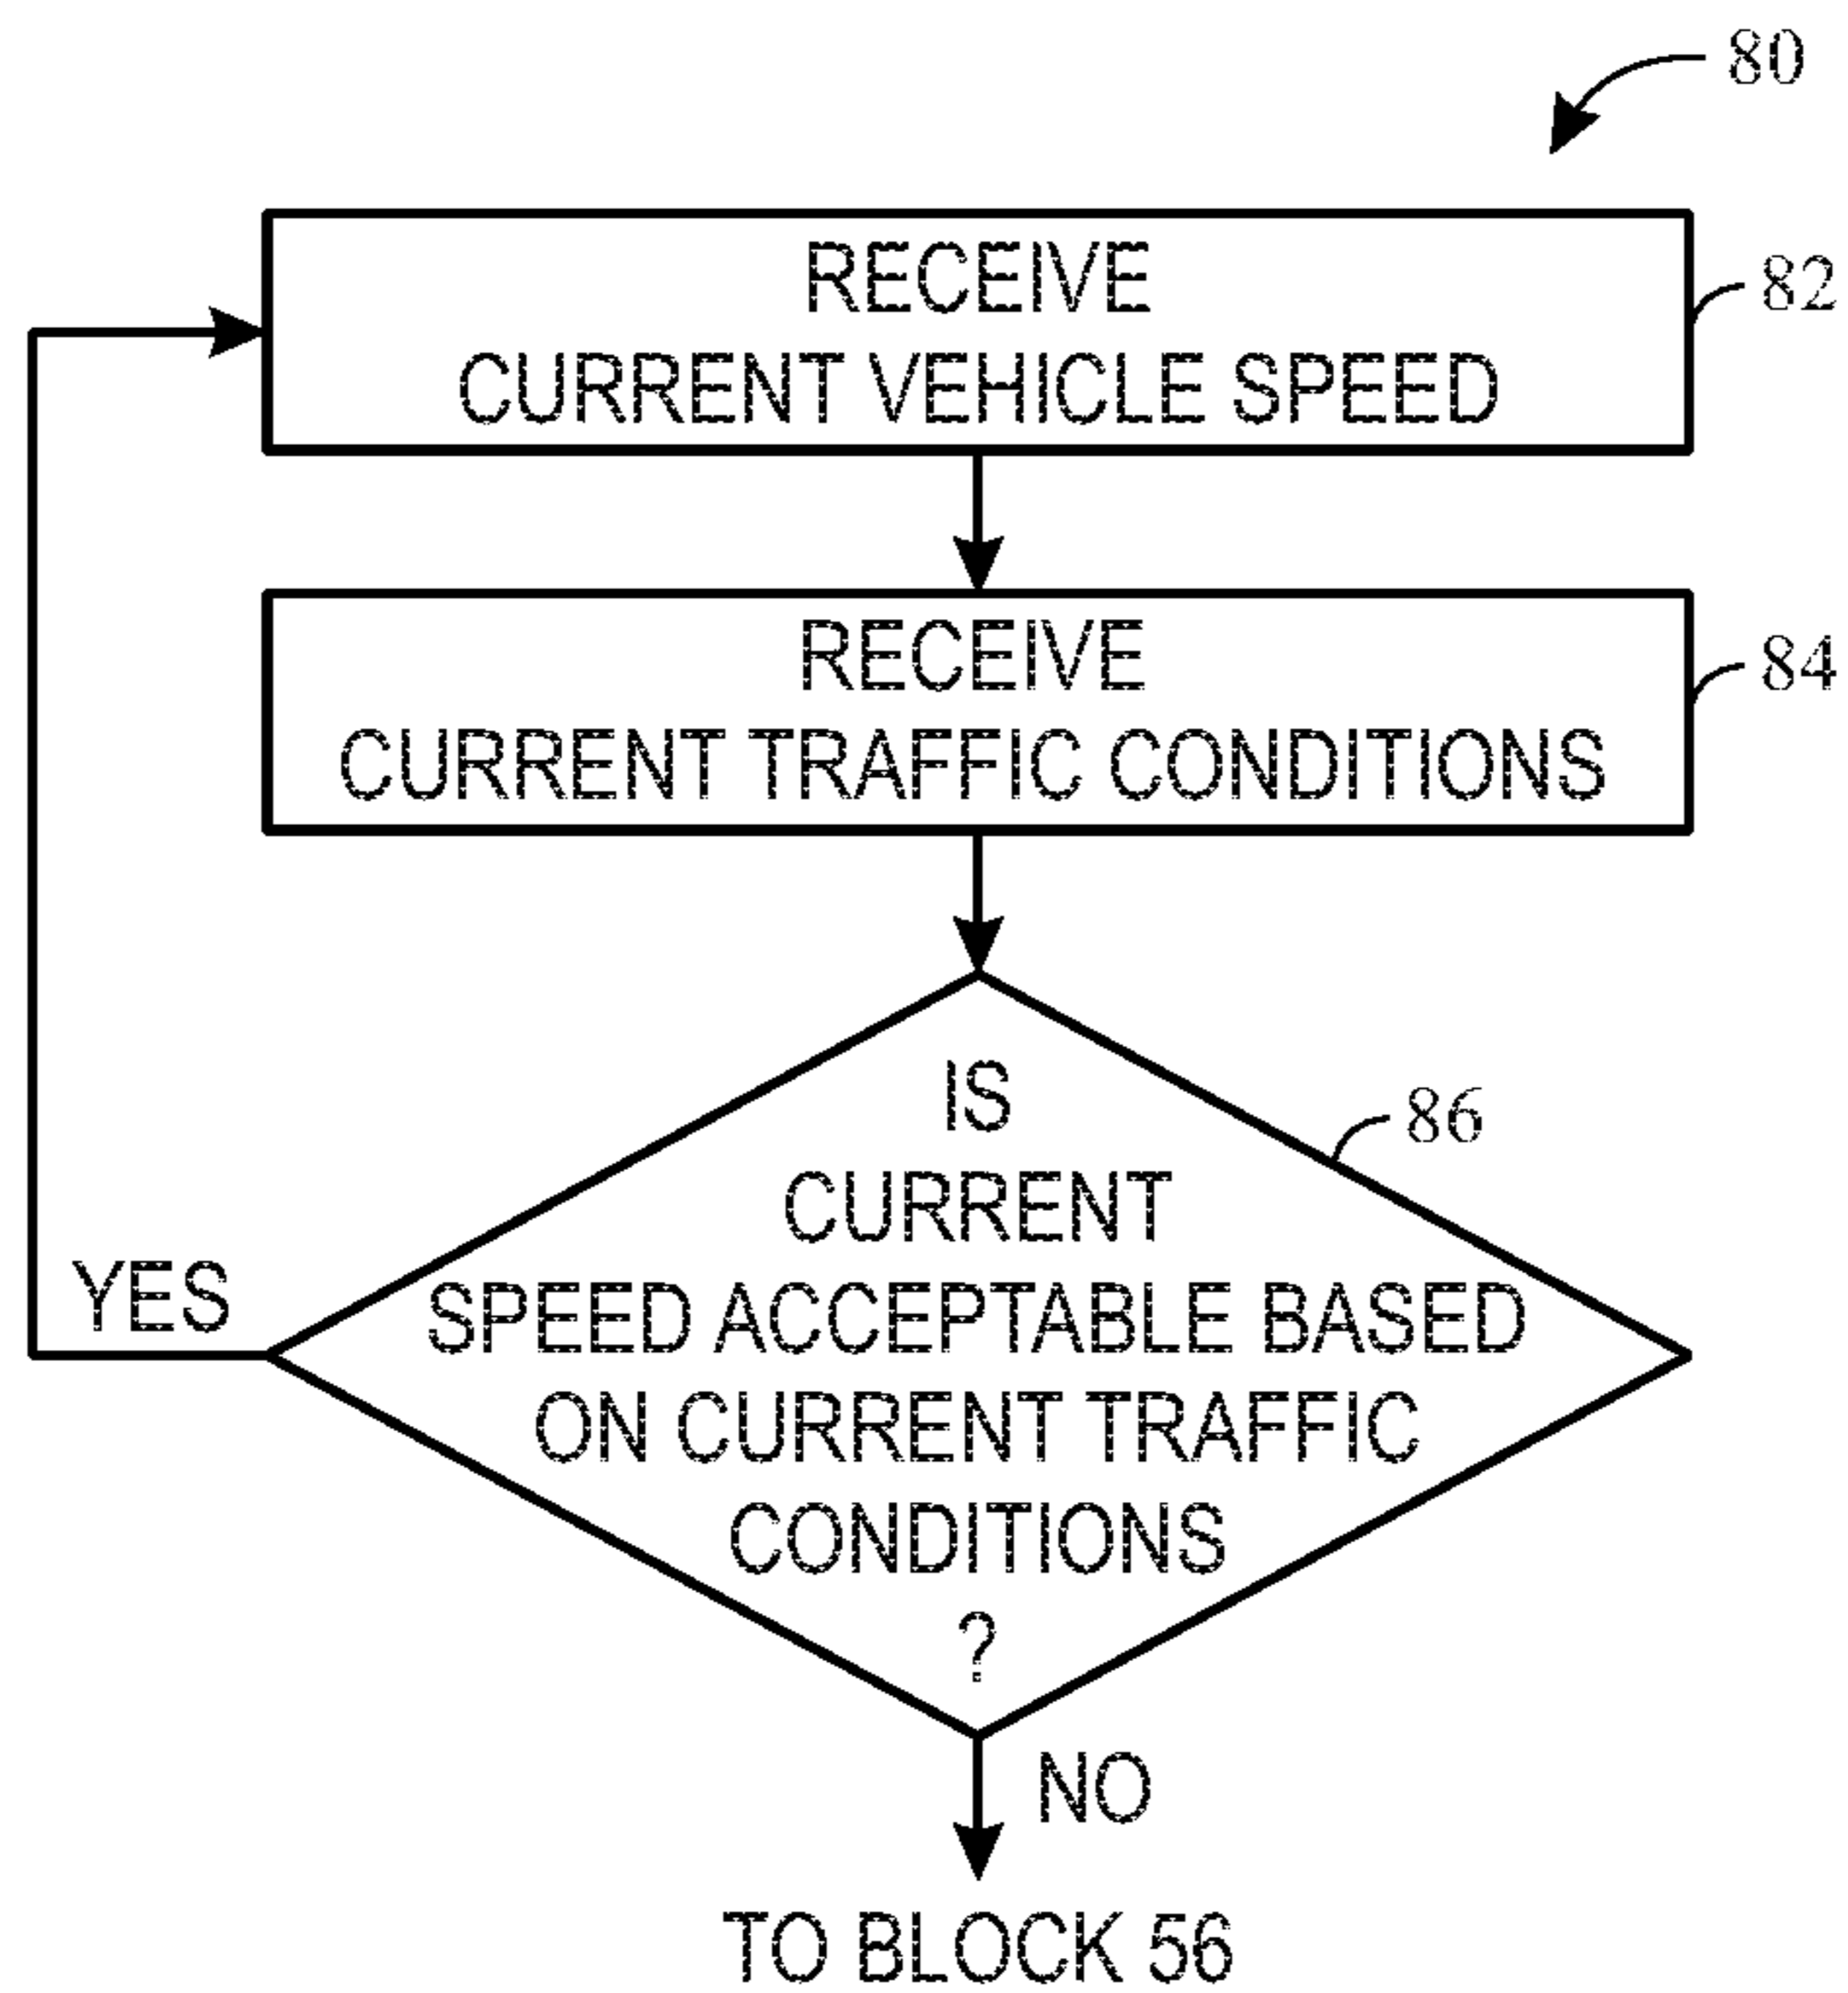 80
RECEIVE
CURRENT VEHICLE SPEED
82
RECEIVE
CURRENT TRAFFIC CONDITIONS
84
IS
CURRENT
SPEED ACCEPTABLE BASED
ON CURRENT TRAFFIC
CONDITIONS
?
86
YES
NO
TO BLOCK 56